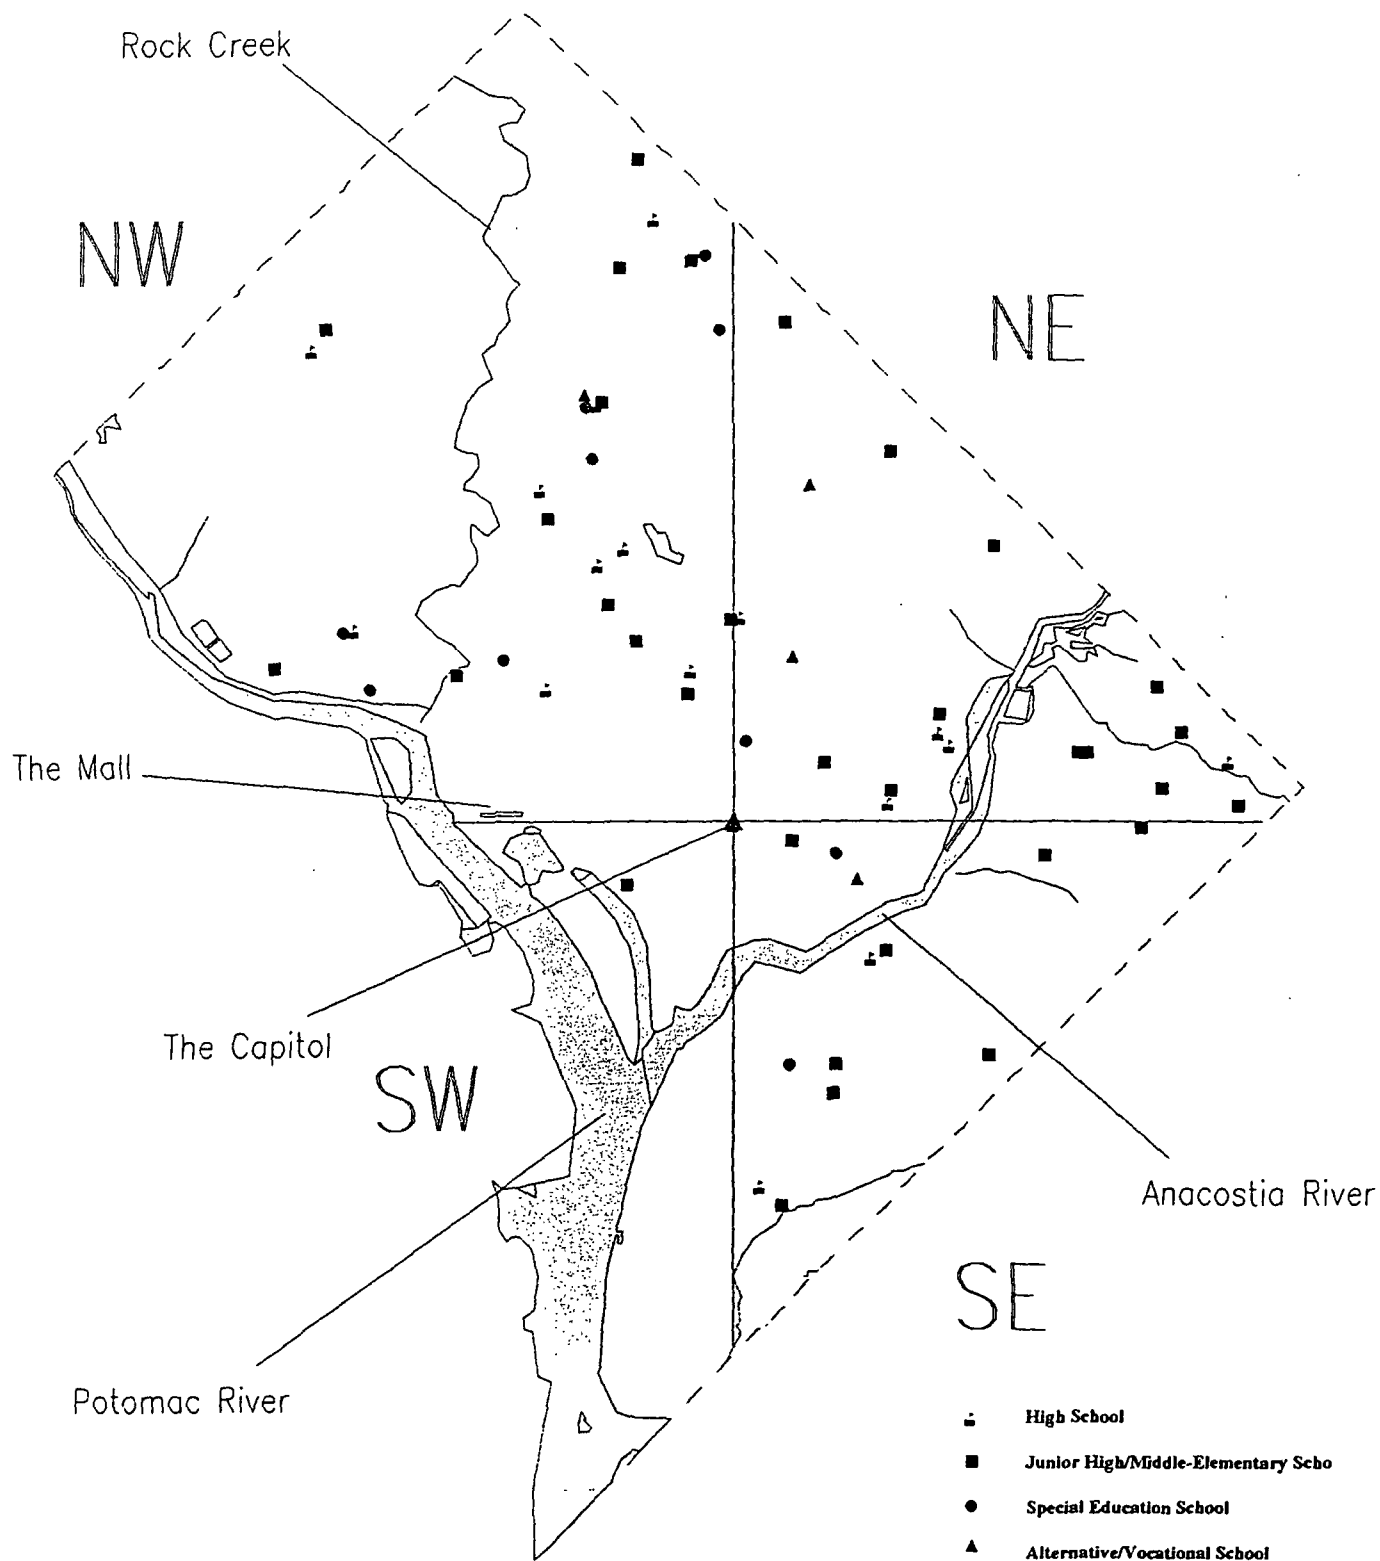 Rock Creek
NW
NE
The Mall
The Capitol
SW
Anacostia River
SE
Potomac River
High School
Junior High/Middle-Elementary Scho
Special Education School
Alternative/Vocational School